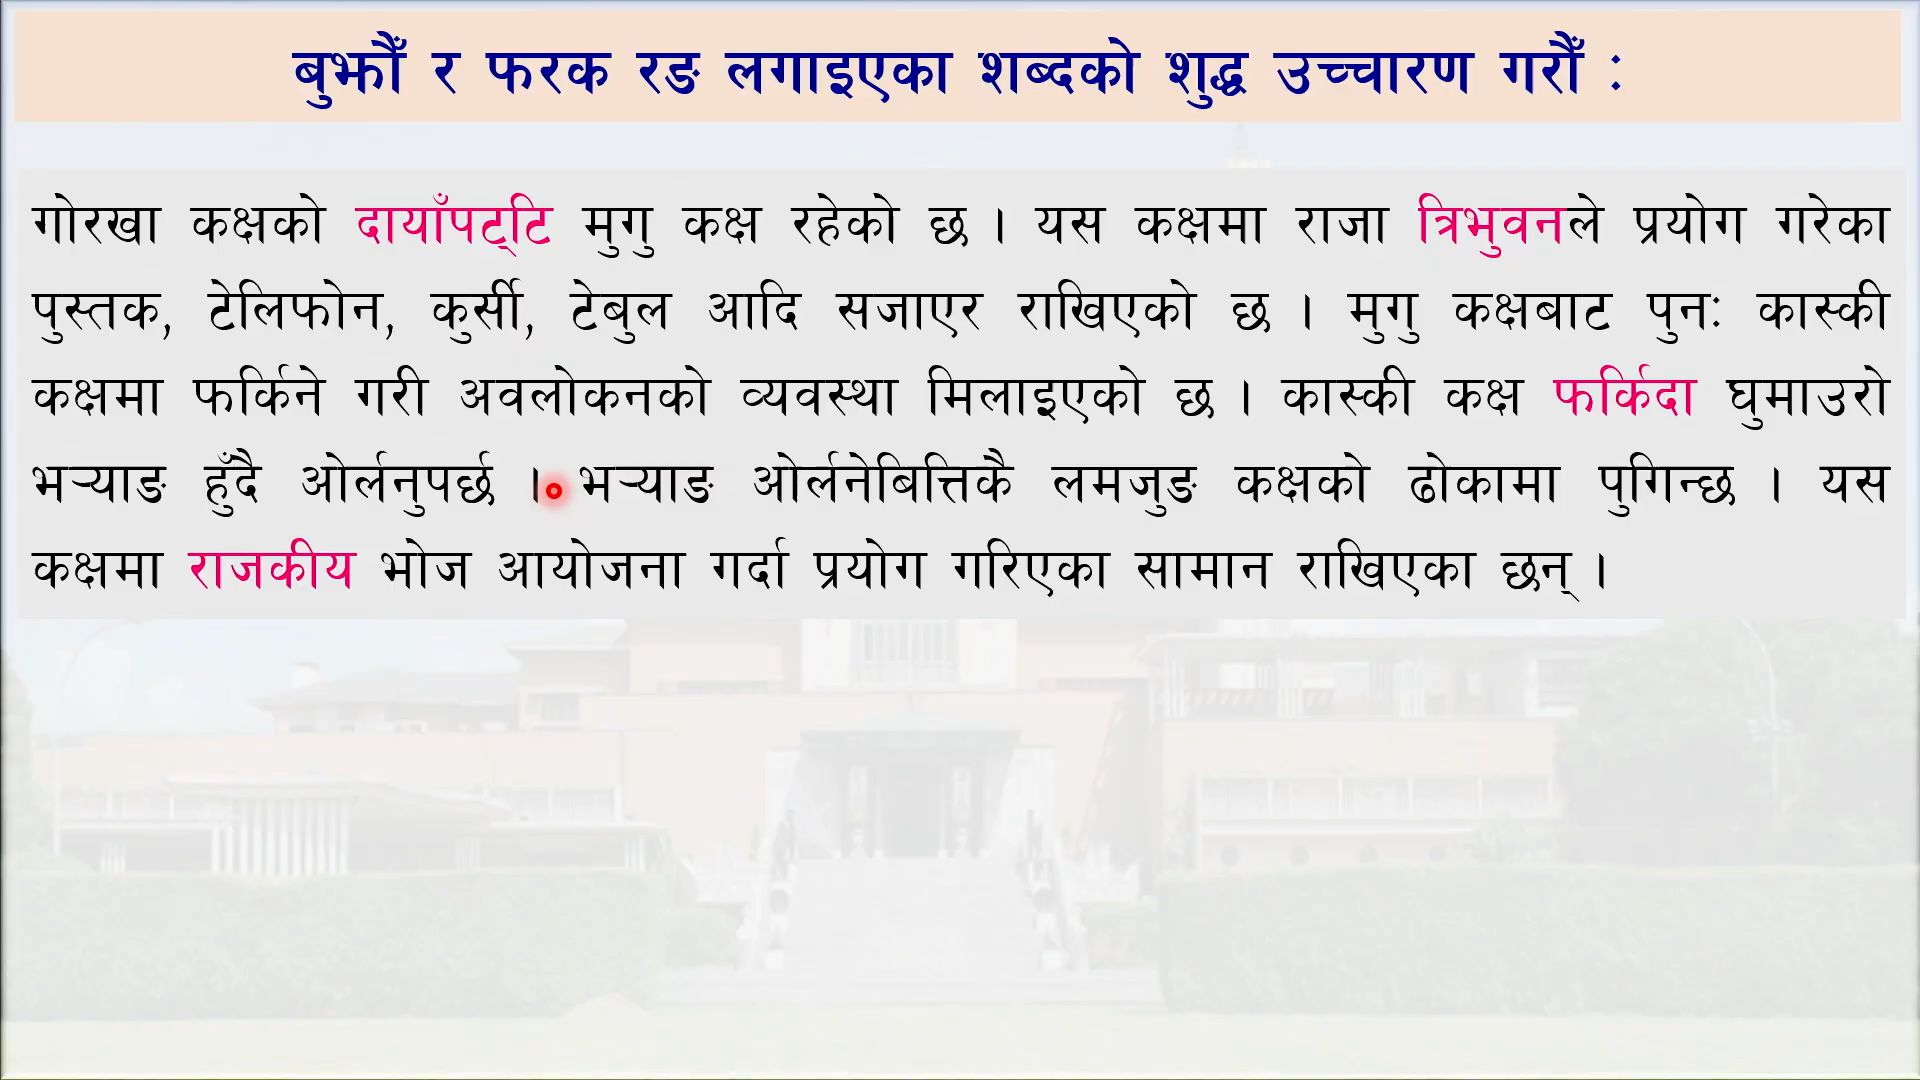 बुझौँ र फरक रङ लगाइएका शब्दको शुद्ध उच्चारण गरौँ :
गोरखा कक्षको दायाँपट्टि मुगु कक्ष रहेको छ । यस कक्षमा राजा त्रिभुवनले प्रयोग गरेका
पुस्तक, टेलिफोन, कुर्सी, टेबुल आदि सजाएर राखिएको छ । मुगु कक्षबाट पुनः कास्की
कक्षमा फर्किने गरी अवलोकनको व्यवस्था मिलाइएको छ । कास्की कक्ष फर्किदा घुमाउरो
भऱ्याङ हुँदै ओर्लनुपर्छ । भऱ्याङ ओर्लनेबित्तिकै लमजुङ कक्षको ढोकामा पुगिन्छ । यस
कक्षमा राजकीय भोज आयोजना गर्दा प्रयोग गरिएका सामान राखिएका छन् ।